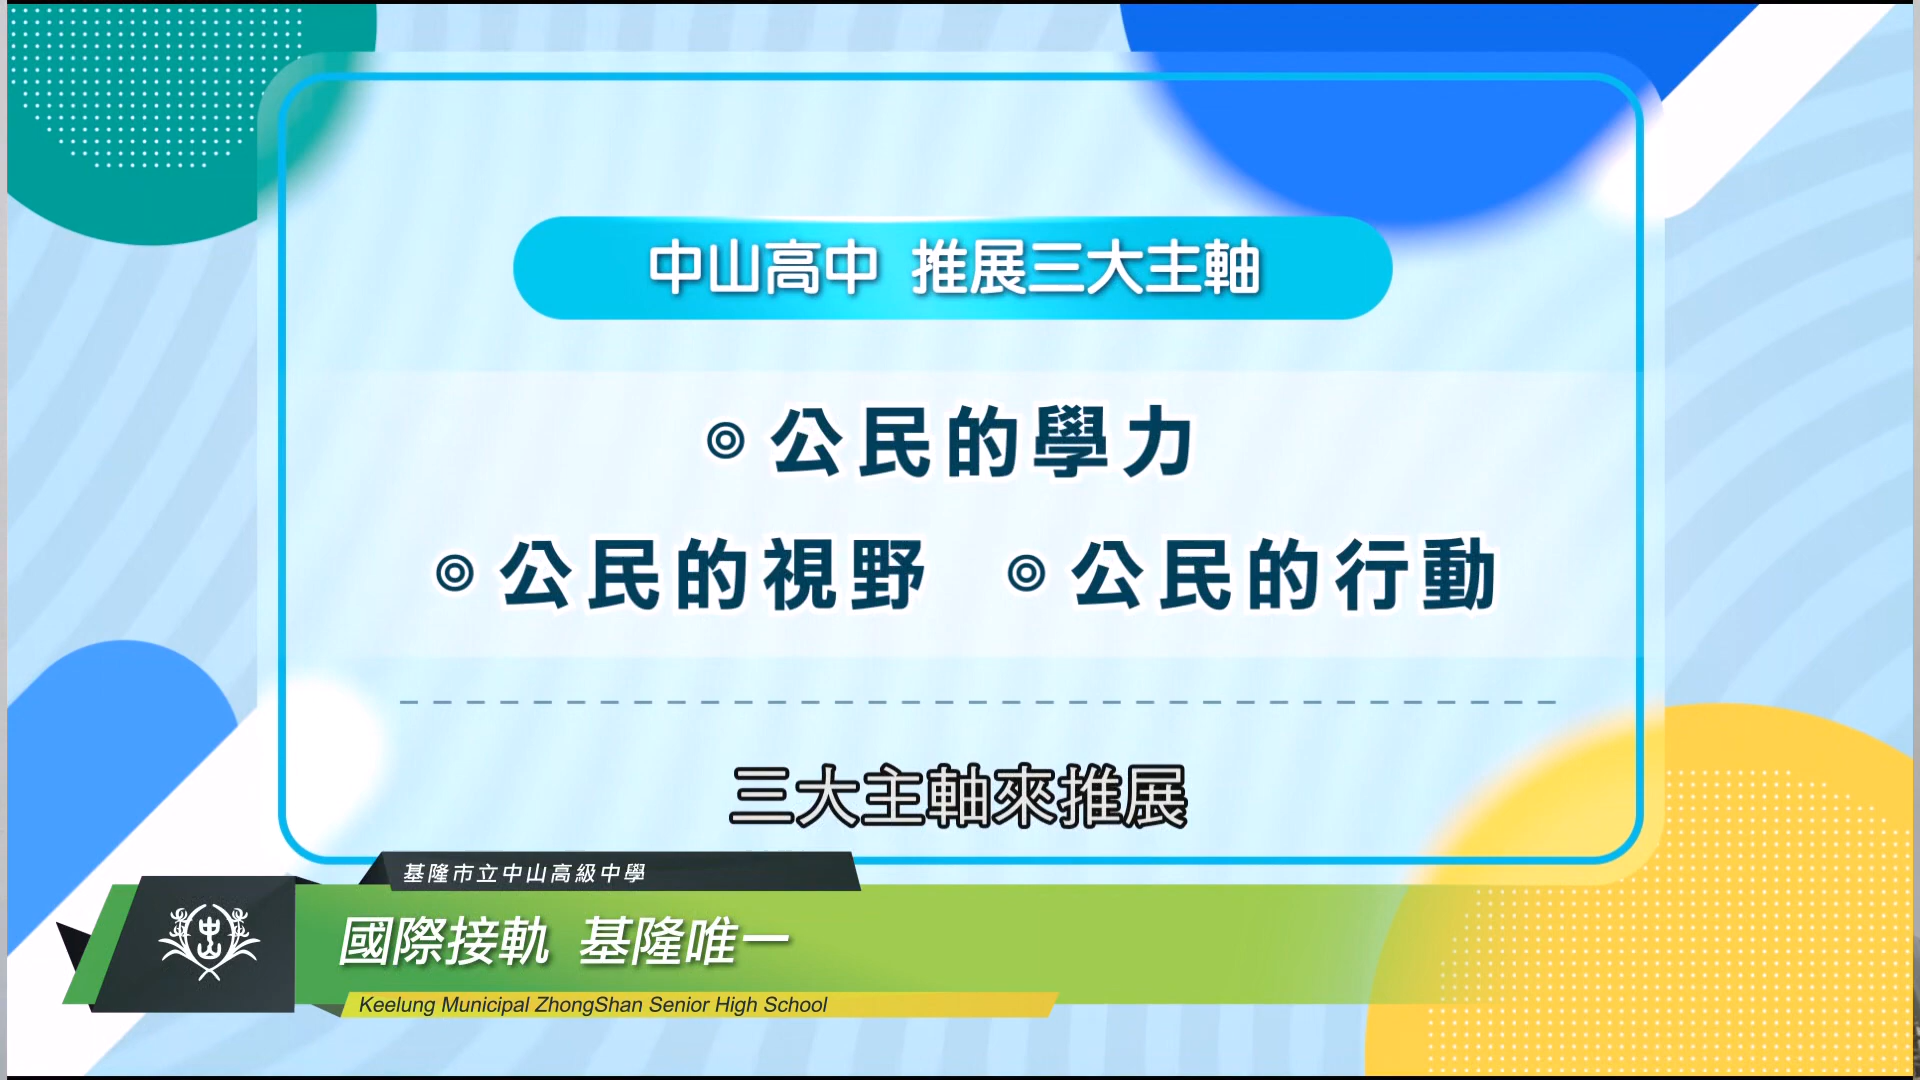 中山高中 推展三大主軸
◎公民的學力
◎公民的視野 ◎公民的行動
三大主軸來推展
基隆市立中山高級中學
國際接軌 基隆唯一
Keelung Municipal ZhongShan Senior High School